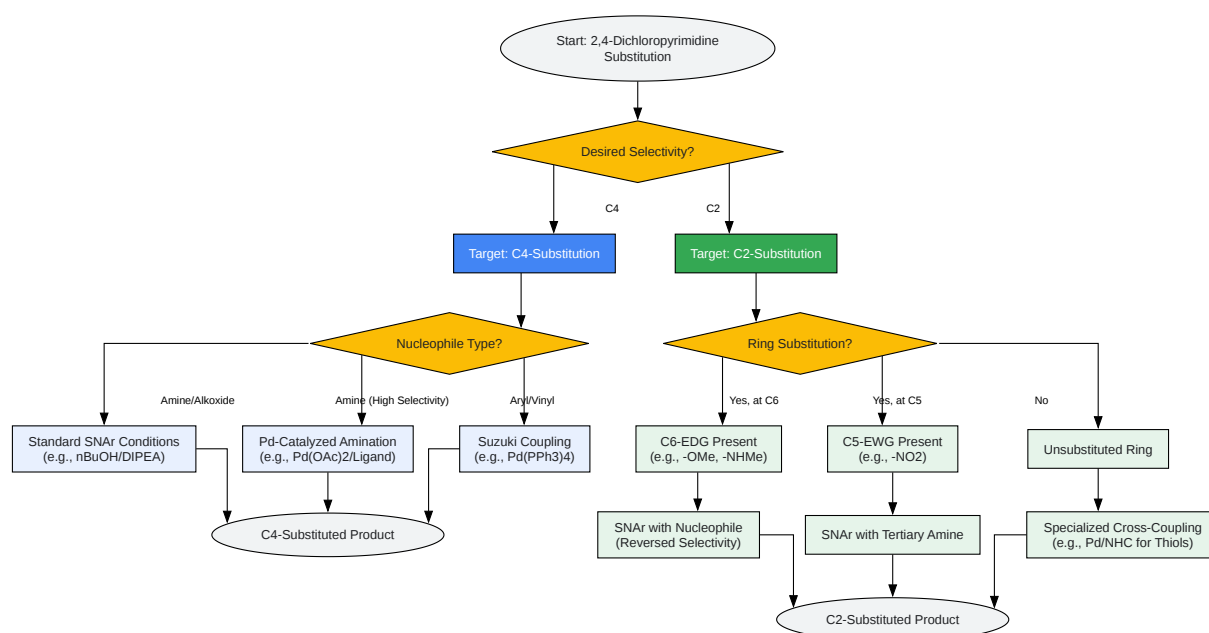 Start: 2,4-Dichloropyrimidine
Substitution
Desired Selectivity?
C4
C2
Target: C4-Substitution
Target: C2-Substitution
Nucleophile Type?
Ring Substitution?
Amine/Alkoxide
Amine (High Selectivity)
Aryl/Vinyl
Yes, at C6
Yes, at C5
No
Standard SNAr Conditions
(e.g., nBuOH/DIPEA)
Pd-Catalyzed Amination
(e.g., Pd(OAc)2/Ligand)
Suzuki Coupling
(e.g., Pd(PPh3)4)
C6-EDG Present
(e.g., -OMe, -NHMe)
C5-EWG Present
(e.g., -NO2)
Unsubstituted Ring
C4-Substituted Product
SNAr with Nucleophile
(Reversed Selectivity)
SNAr with Tertiary Amine
Specialized Cross-Coupling
(e.g., Pd/NHC for Thiols)
C2-Substituted Product